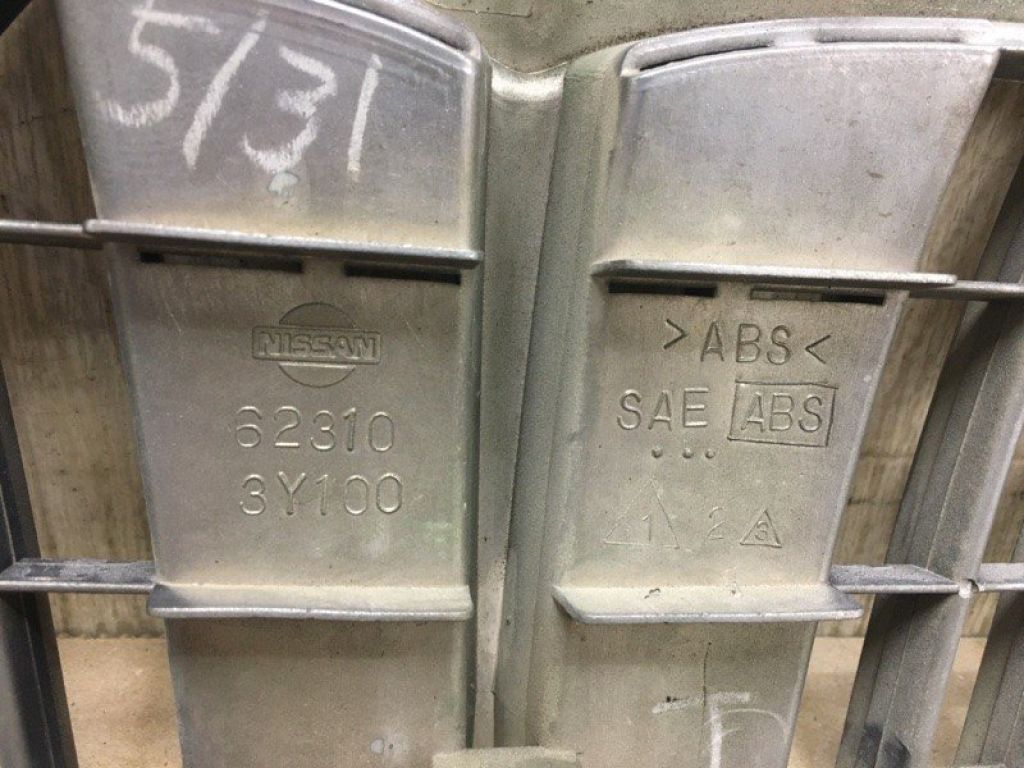 5/31
NISSAN
62310
3Y100
>ABS<
SAE ABS
1 2 3